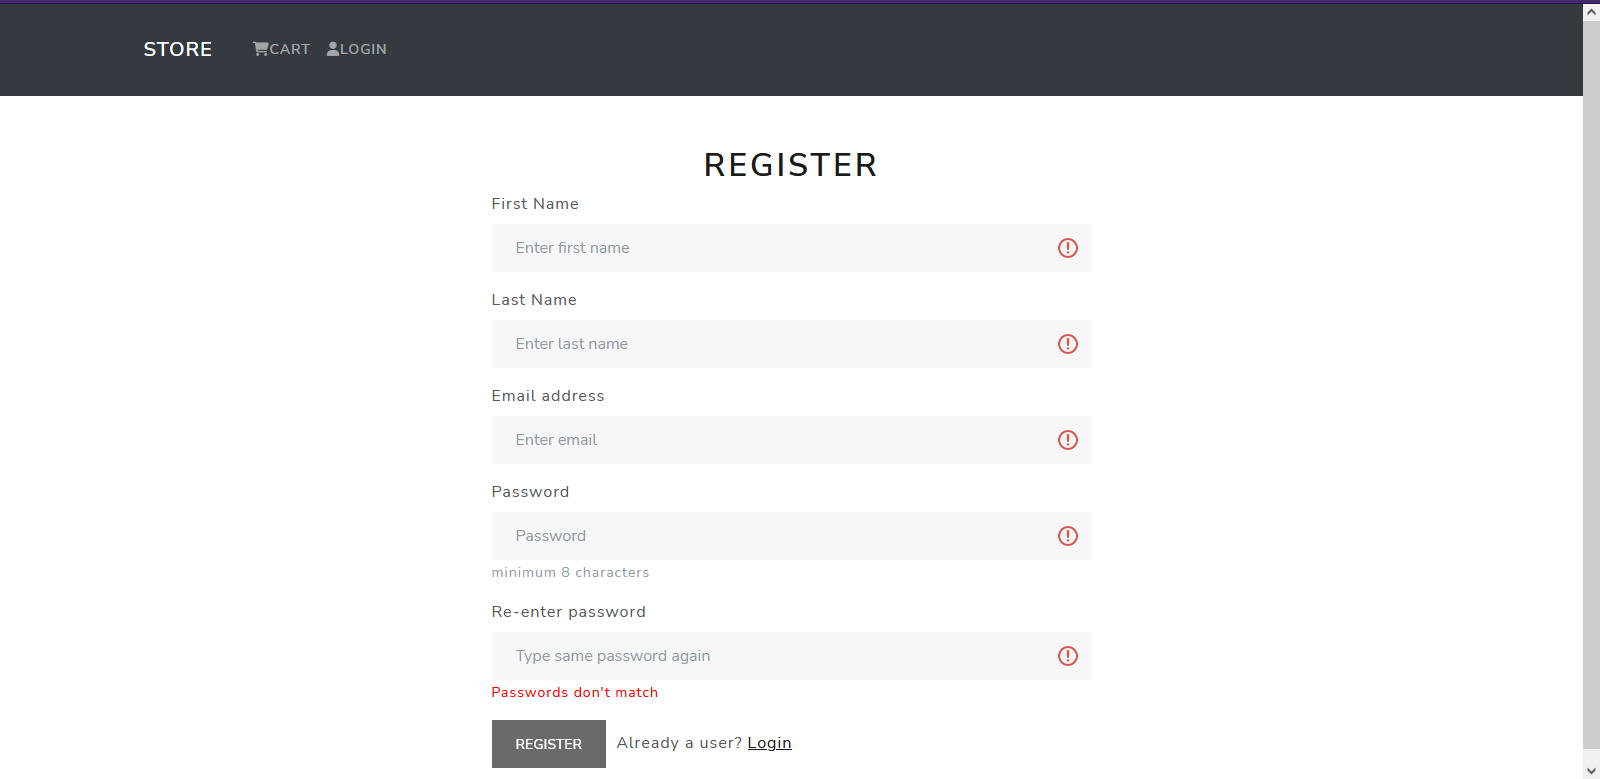 STORE CART LOGIN
REGISTER
First Name
Enter first name
Last Name
Enter last name
Email address
Enter email
Password
Password
minimum 8 characters
Re-enter password
Type same password again
Passwords don't match
REGISTER Already a user? Login